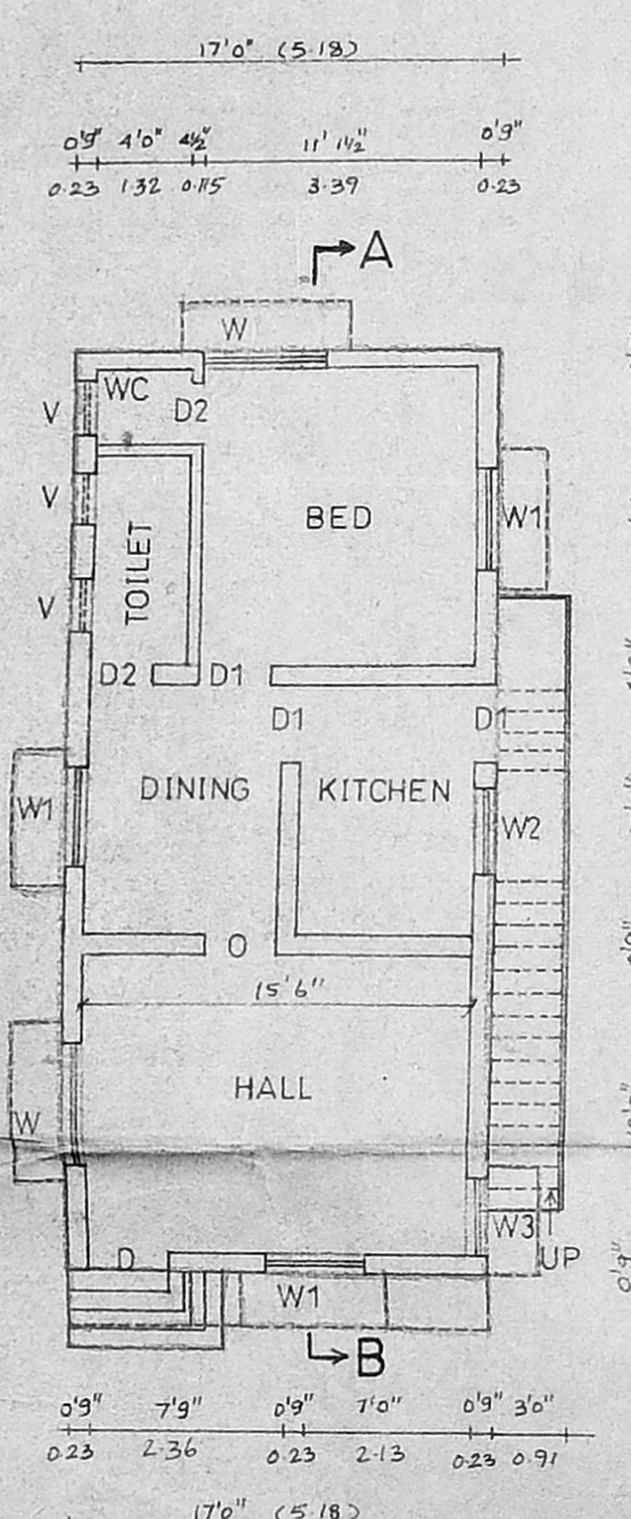 17'0" (5.18)
0'9" 4'0" 4½" 11' 1½" 0'9"
0.23 1.32 0.115 3.39 0.23
A
W
WC
V D2
V BED W1
TOILET
V
D2 D1
D1 D1
DINING KITCHEN
W1 W2
O
15'6"
HALL
W
W3
D UP
W1
B
0'9" 7'9" 0'9" 7'0" 0'9" 3'0"
0.23 2.36 0.23 2.13 0.23 0.91
17'0" (5.18)
0'9"